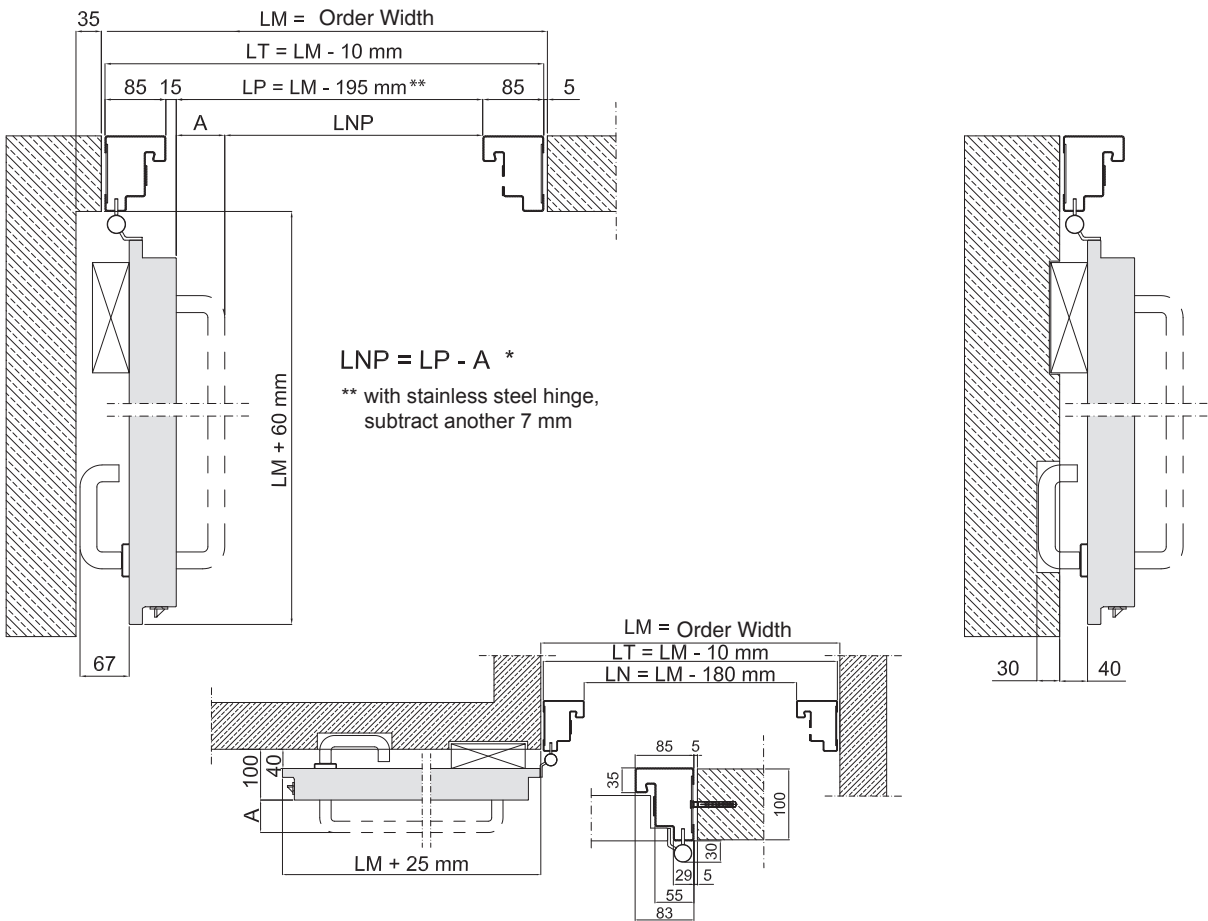 35
LM = Order Width
LT = LM - 10 mm
85 15 LP = LM - 195 mm** 85 5
A LNP
LNP = LP - A *
** with stainless steel hinge,
subtract another 7 mm
LM + 60 mm
67
30 40
LM = Order Width
LT = LM - 10 mm
LN = LM - 180 mm
100 40
A
LM + 25 mm
85 5
35
100
30
29 5
55
83